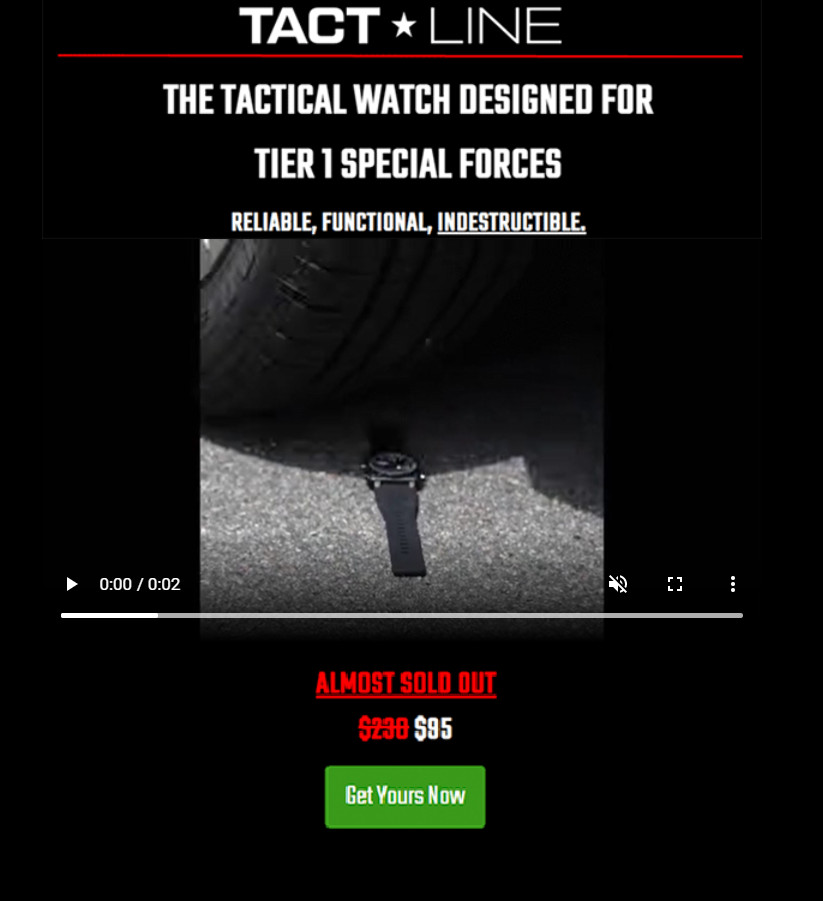 TACT ★ LINE
THE TACTICAL WATCH DESIGNED FOR
TIER 1 SPECIAL FORCES
RELIABLE, FUNCTIONAL, INDESTRUCTIBLE.
0:00 / 0:02
ALMOST SOLD OUT
$238 $95
Get Yours Now